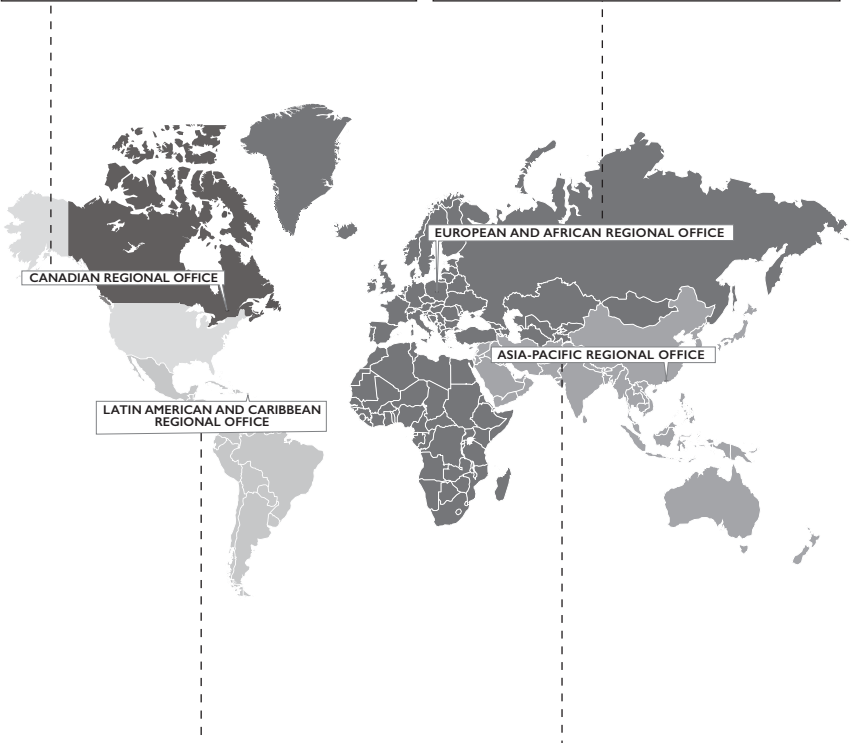 EUROPEAN AND AFRICAN REGIONAL OFFICE
CANADIAN REGIONAL OFFICE
ASIA-PACIFIC REGIONAL OFFICE
LATIN AMERICAN AND CARIBBEAN
REGIONAL OFFICE